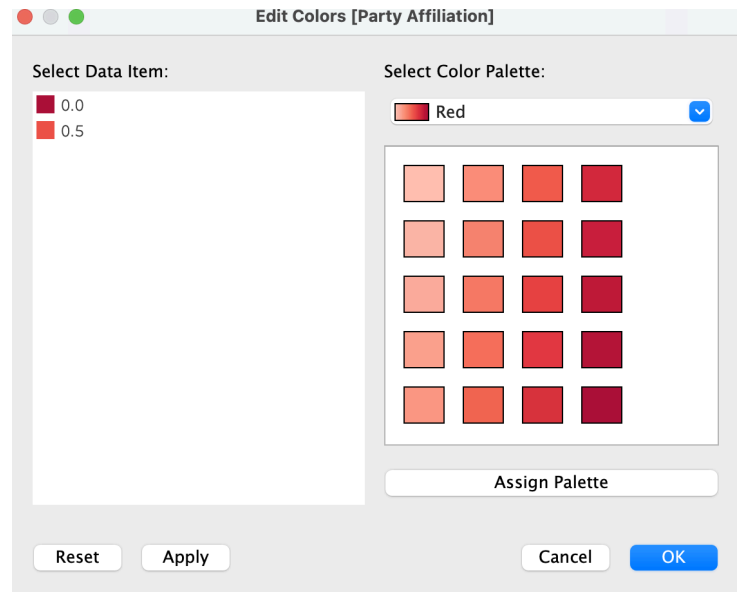 Edit Colors [Party Affiliation]
Select Data Item:
Select Color Palette:
0.0
Red
0.5
Assign Palette
Reset
Apply
Cancel
OK